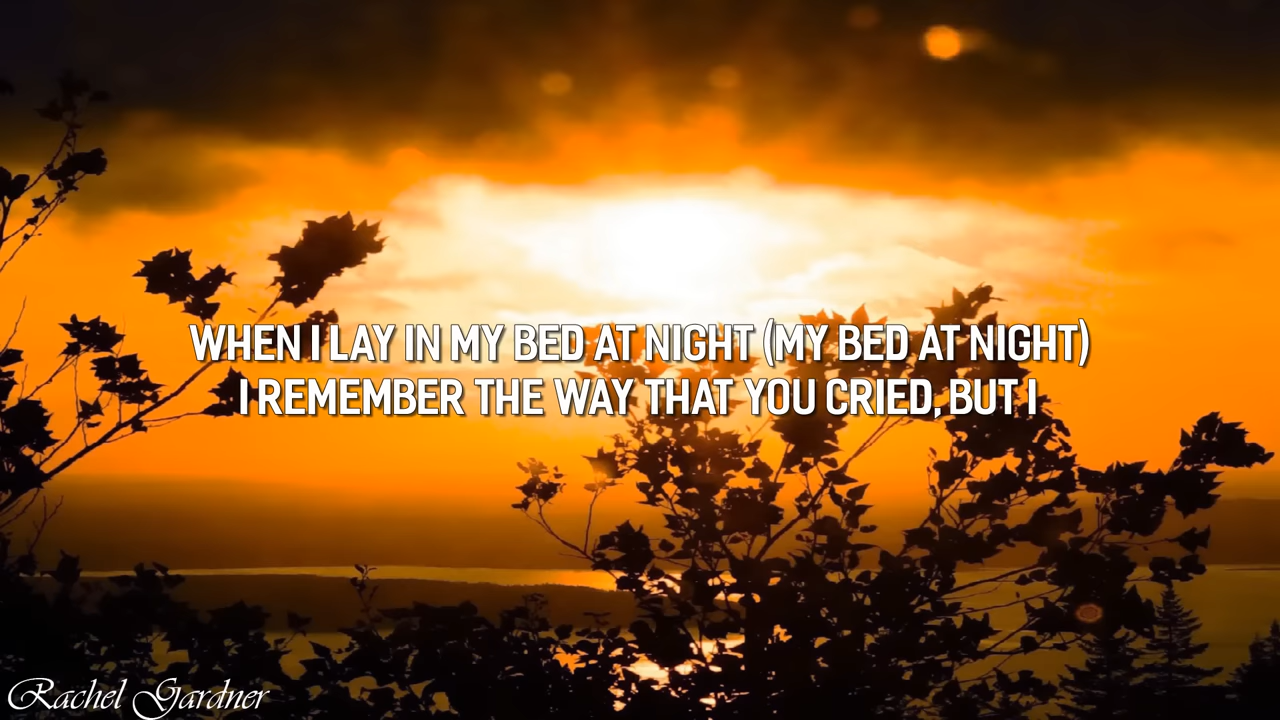 WHEN I LAY IN MY BED AT NIGHT (MY BED AT NIGHT)
I REMEMBER THE WAY THAT YOU CRIED, BUT I
Rachel Gardner